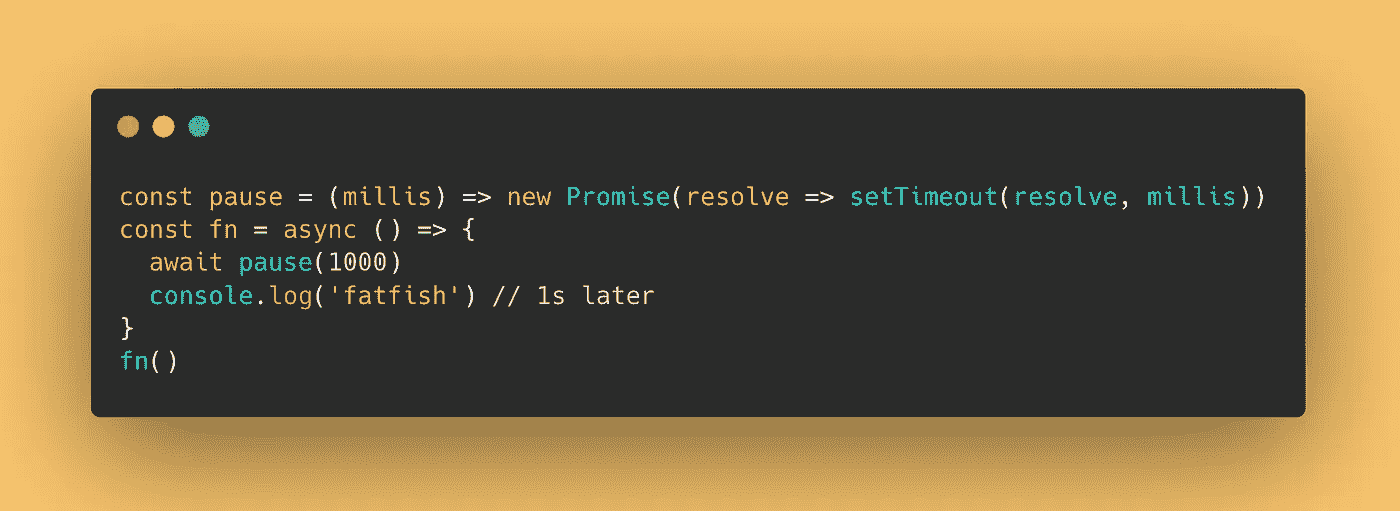 const pause = (millis) => new Promise(resolve => setTimeout(resolve, millis))
const fn = async () => {
  await pause(1000)
  console.log('fatfish') // 1s later
}
fn()